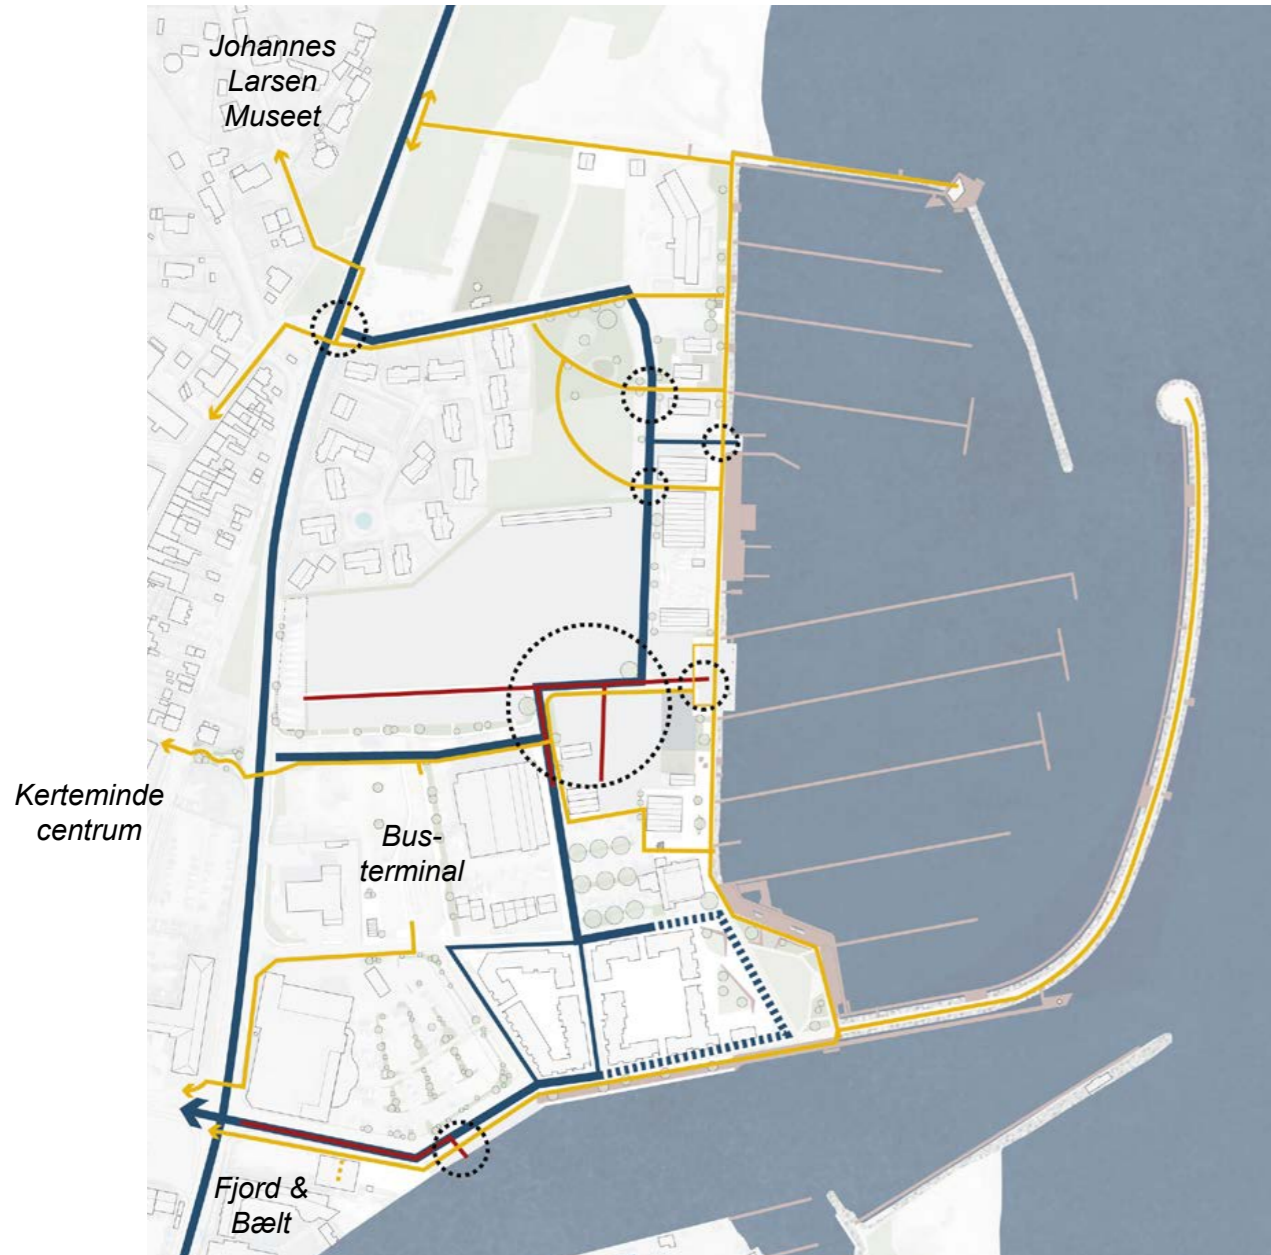 Johannes
Larsen
Museet
Kerteminde
centrum
Bus-
terminal
Fjord &
Bælt